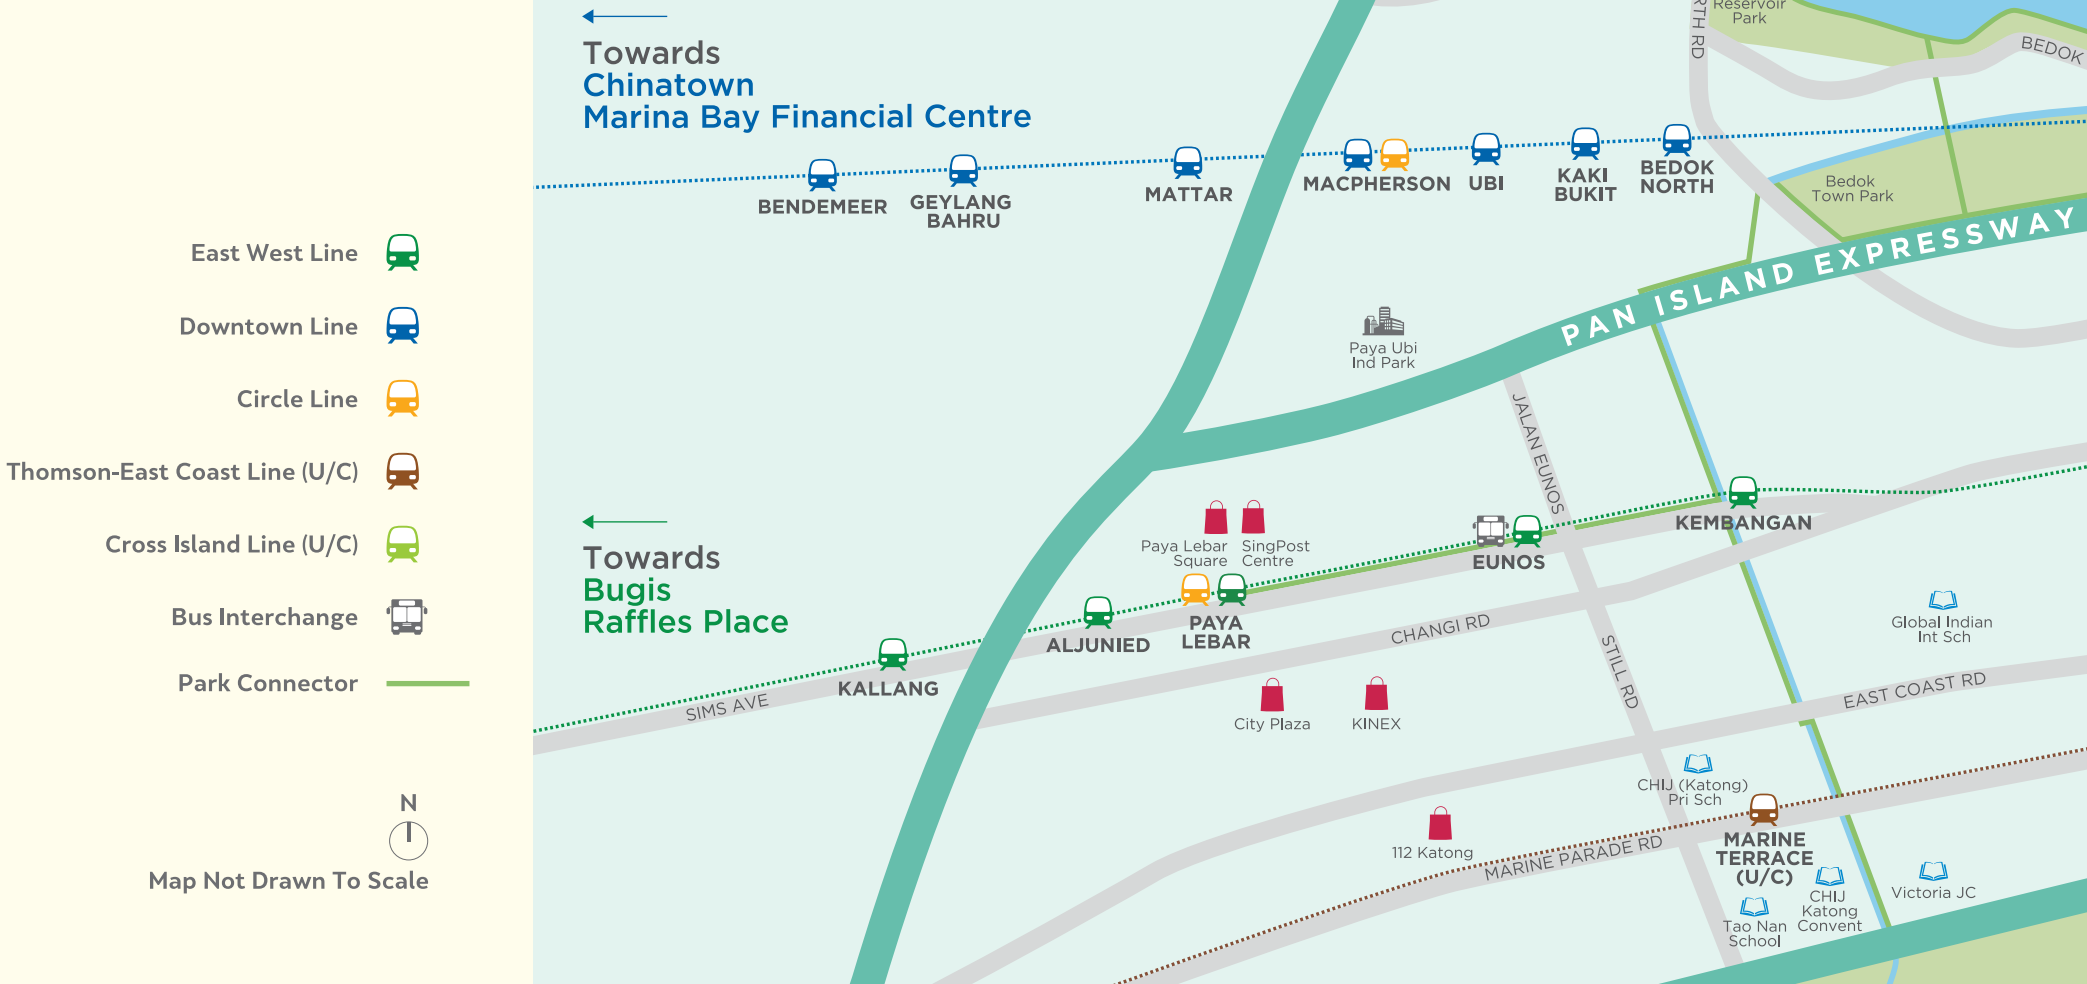 East West Line
Downtown Line
Circle Line
Thomson-East Coast Line (U/C)
Cross Island Line (U/C)
Bus Interchange
Park Connector
N
Map Not Drawn To Scale
Towards
Chinatown
Marina Bay Financial Centre
Reservoir
Park
RTH RD
BEDOK
BENDEMEER
GEYLANG
BAHRU
MATTAR
MACPHERSON
UBI
KAKI
BUKIT
BEDOK
NORTH
Bedok
Town Park
PAN ISLAND EXPRESSWAY
Paya Ubi
Ind Park
JALAN EUNOS
Towards
Bugis
Raffles Place
Paya Lebar
Square
SingPost
Centre
EUNOS
KEMBANGAN
PAYA
LEBAR
ALJUNIED
KALLANG
SIMS AVE
CHANGI RD
STILL RD
Global Indian
Int Sch
EAST COAST RD
City Plaza
KINEX
CHIJ (Katong)
Pri Sch
112 Katong
MARINE PARADE RD
MARINE
TERRACE
(U/C)
CHIJ
Katong
Convent
Tao Nan
School
Victoria JC